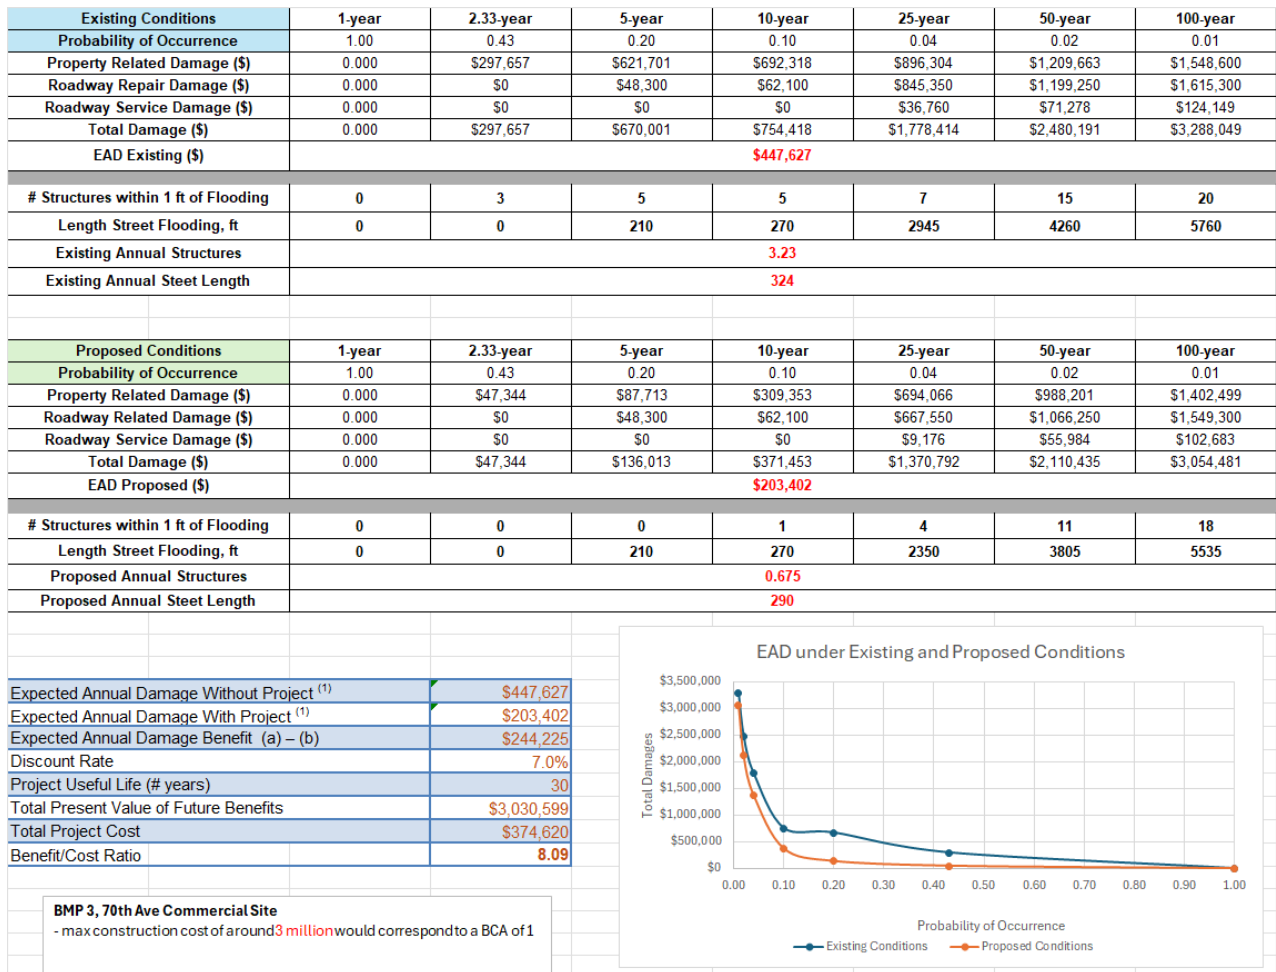 Existing Conditions 1-year 2.33-year 5-year 10-year 25-year 50-year 100-year
Probability of Occurrence 1.00 0.43 0.20 0.10 0.04 0.02 0.01
Property Related Damage ($) 0.000 $297,657 $621,701 $692,318 $896,304 $1,209,663 $1,548,600
Roadway Repair Damage ($) 0.000 $0 $48,300 $62,100 $845,350 $1,199,250 $1,615,300
Roadway Service Damage ($) 0.000 $0 $0 $0 $36,760 $71,278 $124,149
Total Damage ($) 0.000 $297,657 $670,001 $754,418 $1,778,414 $2,480,191 $3,288,049
EAD Existing ($) $447,627
# Structures within 1 ft of Flooding 0 3 5 5 7 15 20
Length Street Flooding, ft 0 0 210 270 2945 4260 5760
Existing Annual Structures 3.23
Existing Annual Steet Length 324
Proposed Conditions 1-year 2.33-year 5-year 10-year 25-year 50-year 100-year
Probability of Occurrence 1.00 0.43 0.20 0.10 0.04 0.02 0.01
Property Related Damage ($) 0.000 $47,344 $87,713 $309,353 $694,066 $988,201 $1,402,499
Roadway Related Damage ($) 0.000 $0 $48,300 $62,100 $667,550 $1,066,250 $1,549,300
Roadway Service Damage ($) 0.000 $0 $0 $0 $9,176 $55,984 $102,683
Total Damage ($) 0.000 $47,344 $136,013 $371,453 $1,370,792 $2,110,435 $3,054,481
EAD Proposed ($) $203,402
# Structures within 1 ft of Flooding 0 0 0 1 4 11 18
Length Street Flooding, ft 0 0 210 270 2350 3805 5535
Proposed Annual Structures 0.675
Proposed Annual Steet Length 290
Expected Annual Damage Without Project (1) $447,627
Expected Annual Damage With Project (1) $203,402
Expected Annual Damage Benefit (a) – (b) $244,225
Discount Rate 7.0%
Project Useful Life (# years) 30
Total Present Value of Future Benefits $3,030,599
Total Project Cost $374,620
Benefit/Cost Ratio 8.09
BMP 3, 70th Ave Commercial Site
- max construction cost of around 3 million would correspond to a BCA of 1
EAD under Existing and Proposed Conditions
Total Damages
$3,500,000
$3,000,000
$2,500,000
$2,000,000
$1,500,000
$1,000,000
$500,000
$0
0.00 0.10 0.20 0.30 0.40 0.50 0.60 0.70 0.80 0.90 1.00
Probability of Occurrence
Existing Conditions Proposed Conditions